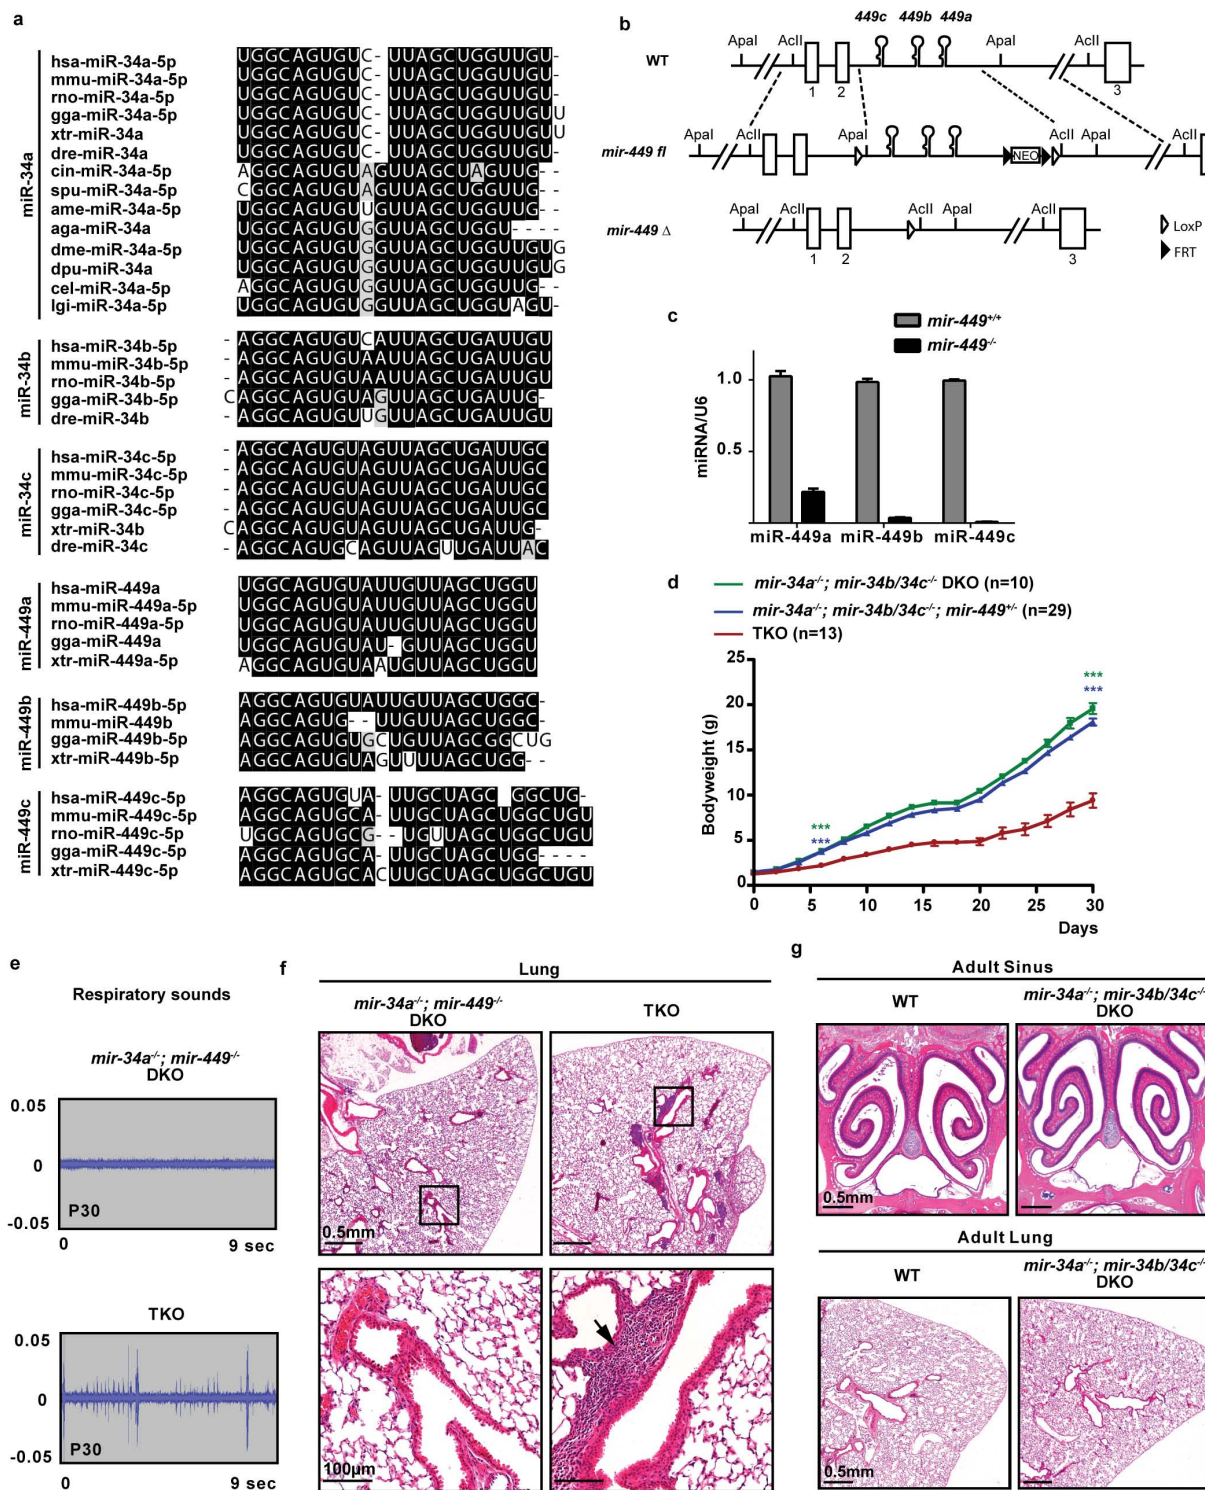 a
miR-34a
hsa-miR-34a-5p UGGCAGUGUC-UUAGCUGGUUGU-
mmu-miR-34a-5p UGGCAGUGUC-UUAGCUGGUUGU-
rno-miR-34a-5p UGGCAGUGUC-UUAGCUGGUUGU-
gga-miR-34a-5p UGGCAGUGUC-UUAGCUGGUUGUU
xtr-miR-34a UGGCAGUGUC-UUAGCUGGUUGUU
dre-miR-34a UGGCAGUGUC-UUAGCUGGUUGU-
cin-miR-34a-5p AGGCAGUGUAGUUAGCUAGUUG--
spu-miR-34a-5p CGGCAGUGUAGUUAGCUGGUUG--
ame-miR-34a-5p UGGCAGUGUUGUUAGCUGGUUG--
aga-miR-34a UGGCAGUGUGGUUAGCUGGU----
dme-miR-34a-5p UGGCAGUGUGGUUAGCUGGUUGUG
dpu-miR-34a UGGCAGUGUGGUUAGCUGGUUGUG
cel-miR-34a-5p AGGCAGUGUGGUUAGCUGGUUG--
lgi-miR-34a-5p UGGCAGUGUGGUUAGCUGGUAGU-
miR-34b
hsa-miR-34b-5p -AGGCAGUGUCAUUAGCUGAUUGU
mmu-miR-34b-5p -AGGCAGUGUAAUUAGCUGAUUGU
rno-miR-34b-5p -AGGCAGUGUAAUUAGCUGAUUGU
gga-miR-34b-5p CAGGCAGUGUAGUUAGCUGAUUG-
dre-miR-34b -AGGCAGUGUUGUUAGCUGAUUGU
miR-34c
hsa-miR-34c-5p -AGGCAGUGUAGUUAGCUGAUUGC
mmu-miR-34c-5p -AGGCAGUGUAGUUAGCUGAUUGC
rno-miR-34c-5p -AGGCAGUGUAGUUAGCUGAUUGC
gga-miR-34c-5p -AGGCAGUGUAGUUAGCUGAUUGC
xtr-miR-34b CAGGCAGUGUAGUUAGCUGAUUG-
dre-miR-34c -AGGCAGUGCAGUUAGUUGAUUAC
miR-449a
hsa-miR-449a UGGCAGUGUAUUGUUAGCUGGU
mmu-miR-449a-5p UGGCAGUGUAUUGUUAGCUGGU
rno-miR-449a-5p UGGCAGUGUAUUGUUAGCUGGU
gga-miR-449a UGGCAGUGUAU-GUUAGCUGGU
xtr-miR-449a-5p AGGCAGUGUAAUGUUAGCUGGU
miR-449b
hsa-miR-449b-5p AGGCAGUGUAUUGUUAGCUGGC-
mmu-miR-449b AGGCAGUG--UUGUUAGCUGGC-
gga-miR-449b-5p AGGCAGUGUGCUGUUAGCGGCUG
xtr-miR-449b-5p AGGCAGUGUAGUUUUAGCUGG--
miR-449c
hsa-miR-449c-5p AGGCAGUGUA-UUGCUAGC GGCUG-
mmu-miR-449c-5p AGGCAGUGCA-UUGCUAGCUGGCUGU
rno-miR-449c-5p UGGCAGUGCG--UGUUAGCUGGCUGU
gga-miR-449c-5p AGGCAGUGCA-UUGCUAGCUGG----
xtr-miR-449c-5p AGGCAGUGCACUUGCUAGCUGGCUGU
b
449c 449b 449a
ApaI AclI ApaI AclI
WT
1 2 3
ApaI AclI ApaI AclI ApaI AclI
mir-449 fl
NEO
ApaI AclI AclI ApaI AclI
mir-449 Δ
1 2 3
LoxP
FRT
c
mir-449+/+
mir-449-/-
miRNA/U6
1.0
0.5
miR-449a miR-449b miR-449c
d
mir-34a-/-; mir-34b/34c-/- DKO (n=10)
mir-34a-/-; mir-34b/34c-/-; mir-449+/- (n=29)
TKO (n=13)
Bodyweight (g)
25
20
15
10
5
0
***
***
***
***
0 5 10 15 20 25 30
Days
e
Respiratory sounds
mir-34a-/-; mir-449-/-
DKO
0.05
0
-0.05
P30
0 9 sec
TKO
0.05
0
-0.05
P30
0 9 sec
f
Lung
mir-34a-/-; mir-449-/-
DKO
TKO
0.5mm
100μm
g
Adult Sinus
WT
mir-34a-/-; mir-34b/34c-/-
DKO
0.5mm
Adult Lung
WT
mir-34a-/-; mir-34b/34c-/-
DKO
0.5mm